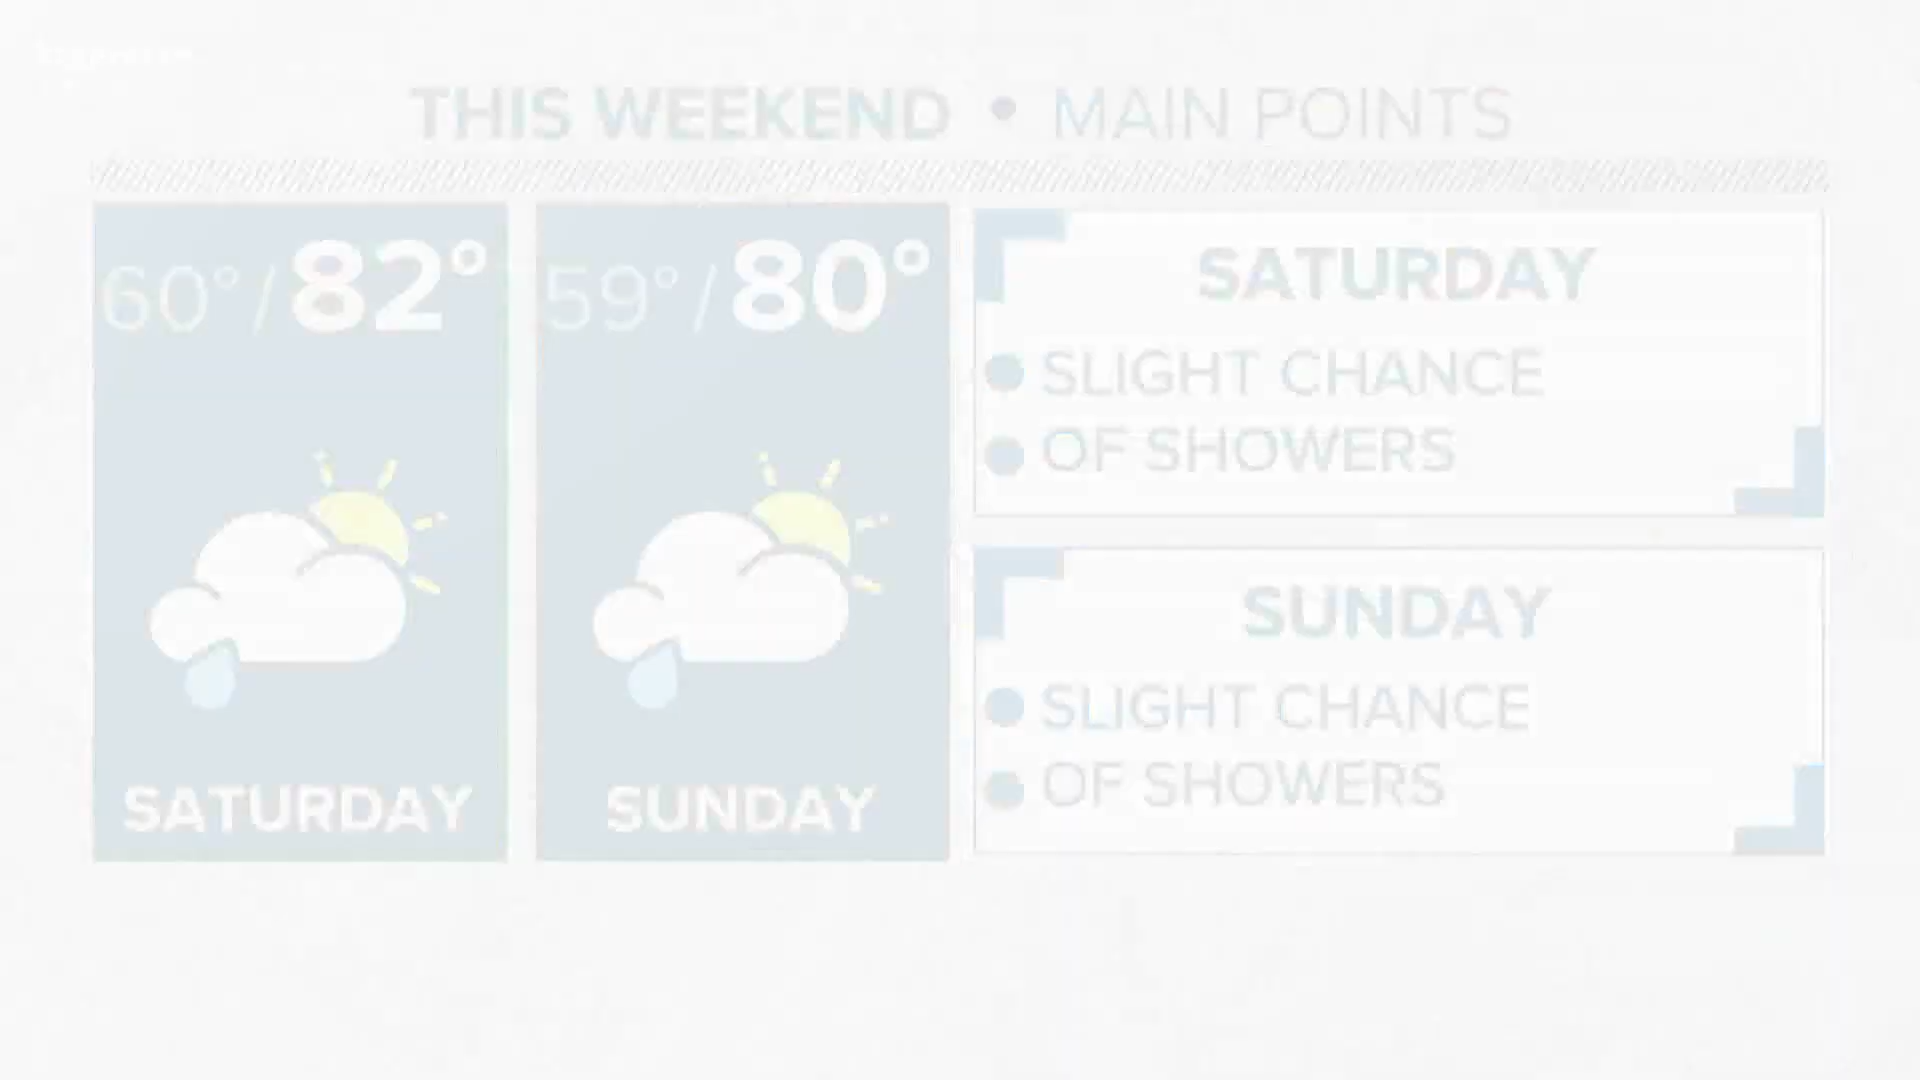 THIS WEEKEND • MAIN POINTS
60°/82°
59°/80°
SATURDAY
SUNDAY
SATURDAY
• SLIGHT CHANCE
• OF SHOWERS
SUNDAY
• SLIGHT CHANCE
• OF SHOWERS